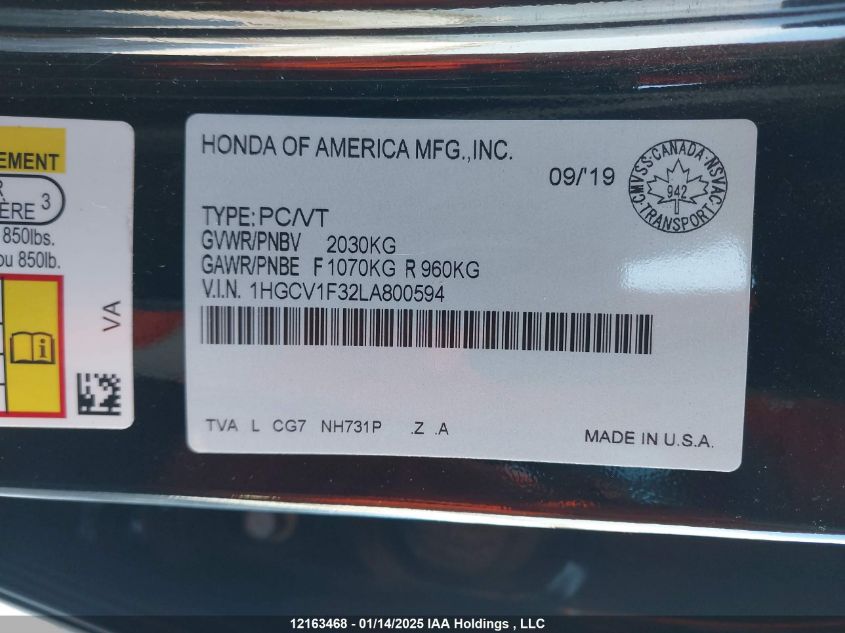 EMENT
R
ÈRE 3
850lbs.
ou 850lb.
VA
HONDA OF AMERICA MFG.,INC.
09/'19
CMVSS·CANADA·NSVAC
942
TRANSPORT
TYPE: PC/VT
GVWR/PNBV 2030KG
GAWR/PNBE F 1070KG R 960KG
V.I.N. 1HGCV1F32LA800594
TVA L CG7 NH731P .Z .A
MADE IN U.S.A.
12163468 - 01/14/2025 IAA Holdings , LLC